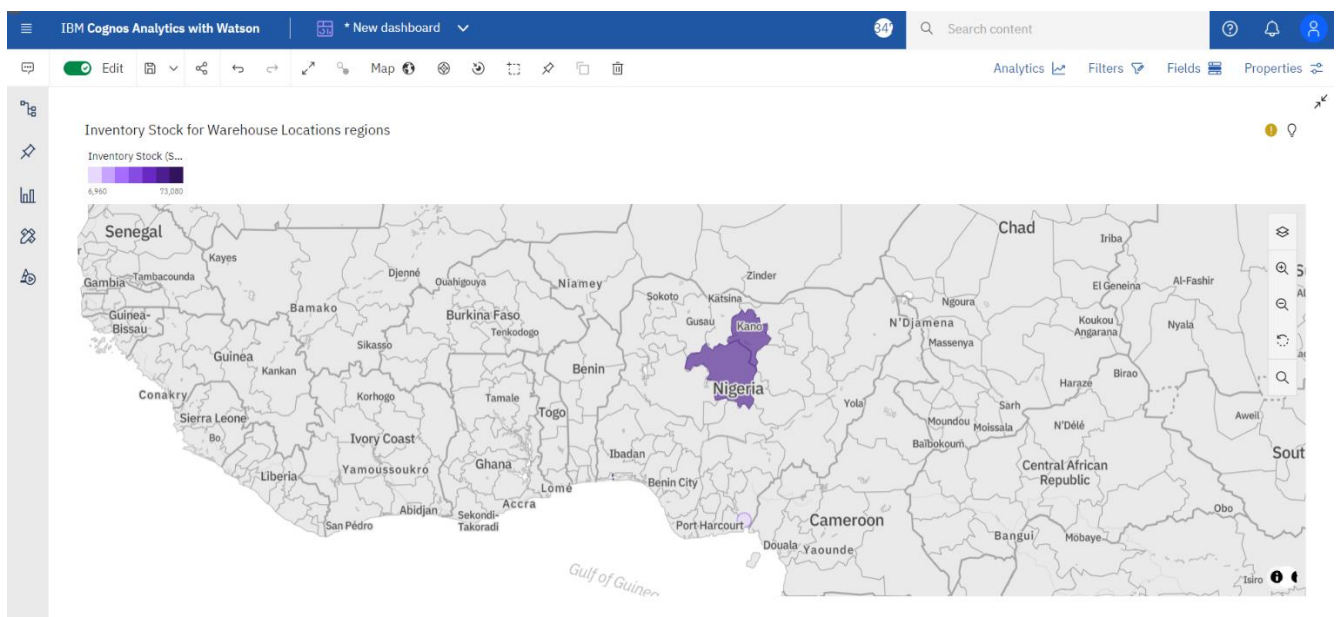 IBM Cognos Analytics with Watson
* New dashboard
Search content
Edit
Map
Analytics
Filters
Fields
Properties
Inventory Stock for Warehouse Locations regions
Inventory Stock (S...
6,960 73,080
Senegal
Chad
Iriba
Kayes
Djenné
Ouahigouya
Niamey
Zinder
Gambia
Tambacounda
El Geneina
Al-Fashir
Sokoto
Katsina
Ngoura
Guinea-
Bissau
Bamako
Burkina Faso
Tenkodogo
Gusau
Kano
N'Djamena
Koukou
Angarana
Nyala
Massenya
Sikasso
Guinea
Kankan
Benin
Birao
Haraze
Nigeria
Conakry
Korhogo
Tamale
Yola
Sarh
Sierra Leone
Togo
Moundou
Moissala
N'Délé
Aweil
Bo
Ivory Coast
Baïbokoum
Ibadan
Sout
Liberia
Yamoussoukro
Ghana
Central African
Republic
Lomé
Benin City
Accra
Abidjan
Sekondi-
Takoradi
San Pédro
Port Harcourt
Cameroon
Obo
Bangui
Mobaye
Douala
Yaounde
Gulf of Guinea
Isiro